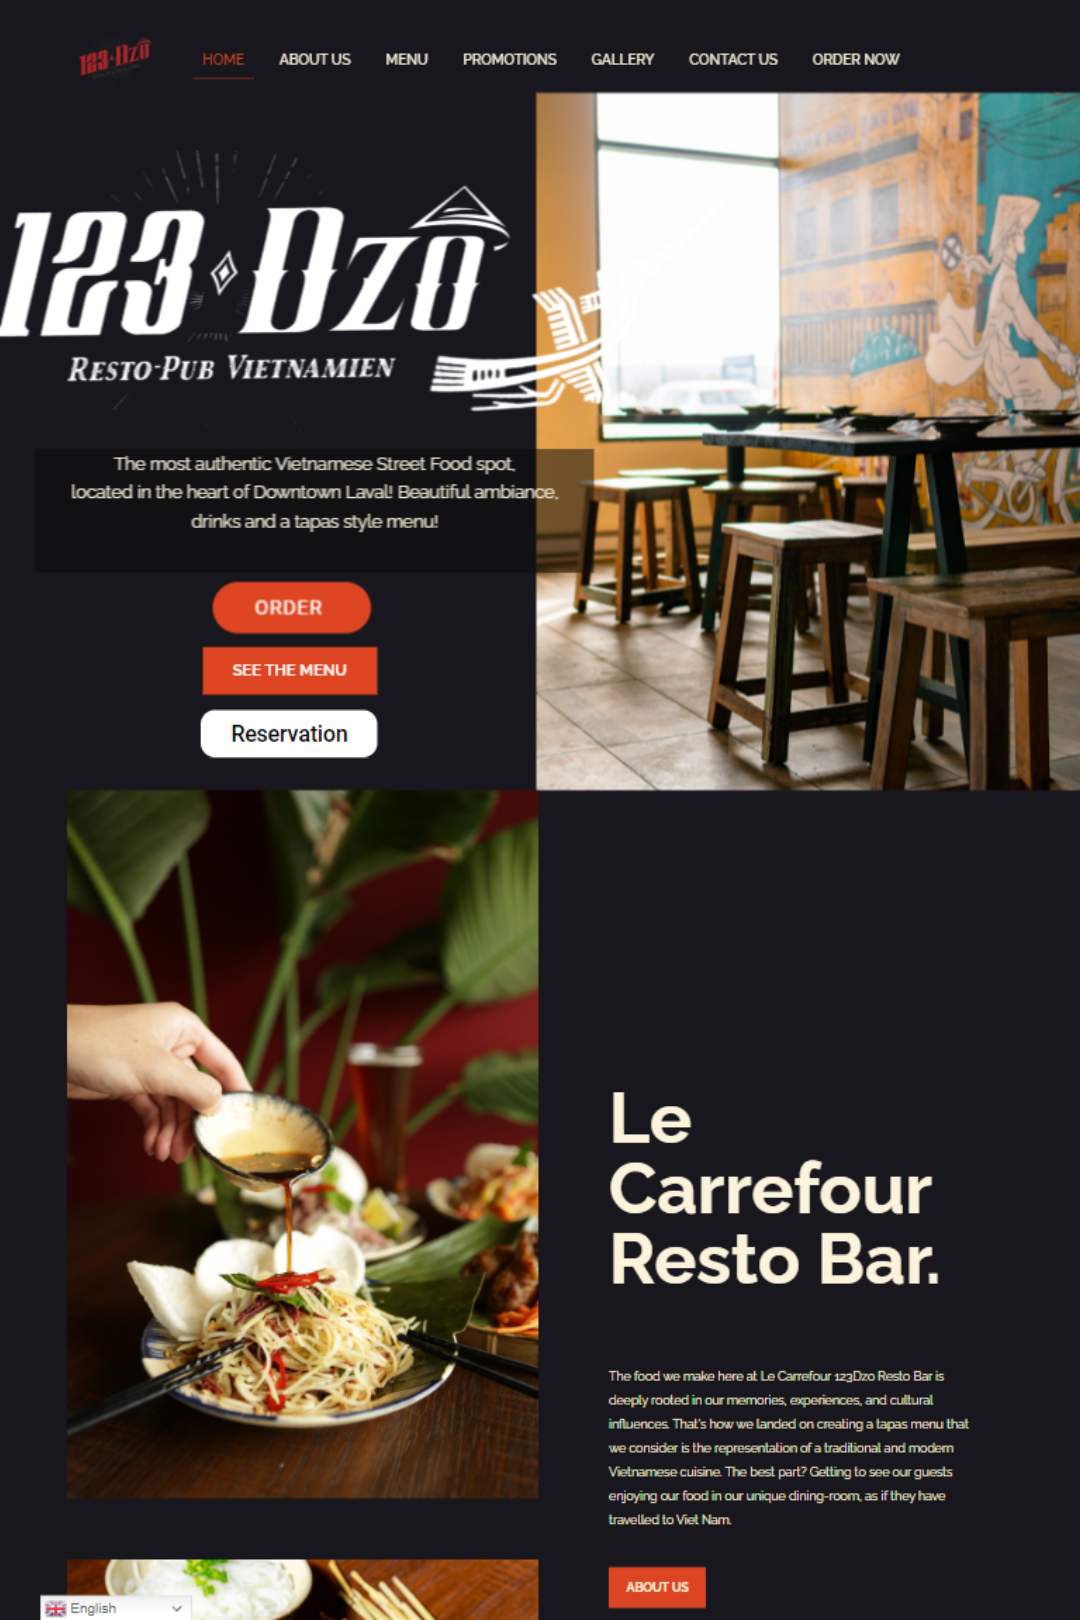 123 Dzô
HOME
ABOUT US
MENU
PROMOTIONS
GALLERY
CONTACT US
ORDER NOW
123 Dzô
Resto-Pub Vietnamien
The most authentic Vietnamese Street Food spot,
located in the heart of Downtown Laval! Beautiful ambiance,
drinks and a tapas style menu!
ORDER
SEE THE MENU
Reservation
Le
Carrefour
Resto Bar.
The food we make here at Le Carrefour 123Dzo Resto Bar is
deeply rooted in our memories, experiences, and cultural
influences. That's how we landed on creating a tapas menu that
we consider is the representation of a traditional and modern
Vietnamese cuisine. The best part? Getting to see our guests
enjoying our food in our unique dining-room, as if they have
travelled to Viet Nam.
ABOUT US
English